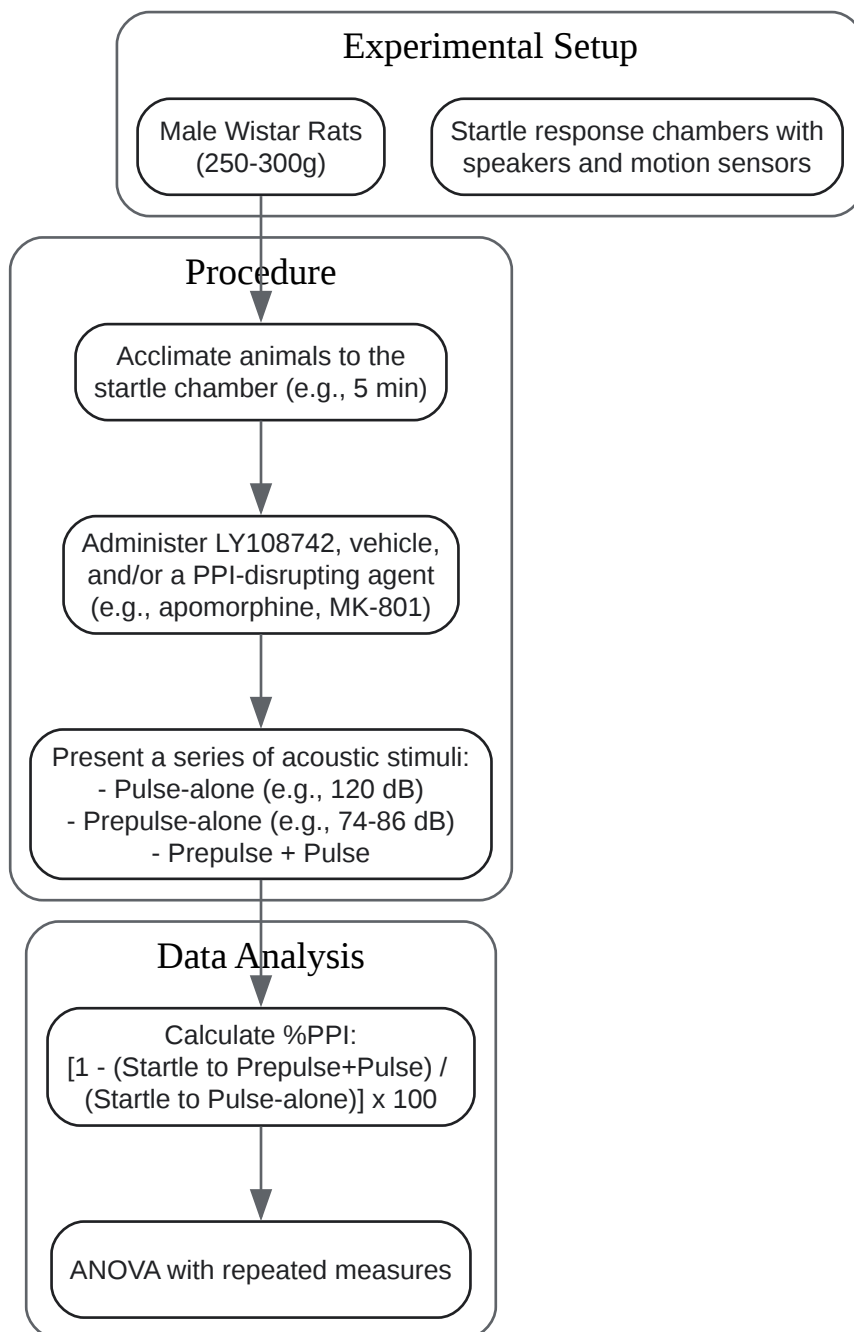 Experimental Setup
Male Wistar Rats
(250-300g)
Startle response chambers with
speakers and motion sensors
Procedure
Acclimate animals to the
startle chamber (e.g., 5 min)
Administer LY108742, vehicle,
and/or a PPI-disrupting agent
(e.g., apomorphine, MK-801)
Present a series of acoustic stimuli:
- Pulse-alone (e.g., 120 dB)
- Prepulse-alone (e.g., 74-86 dB)
- Prepulse + Pulse
Data Analysis
Calculate %PPI:
[1 - (Startle to Prepulse+Pulse) /
(Startle to Pulse-alone)] x 100
ANOVA with repeated measures